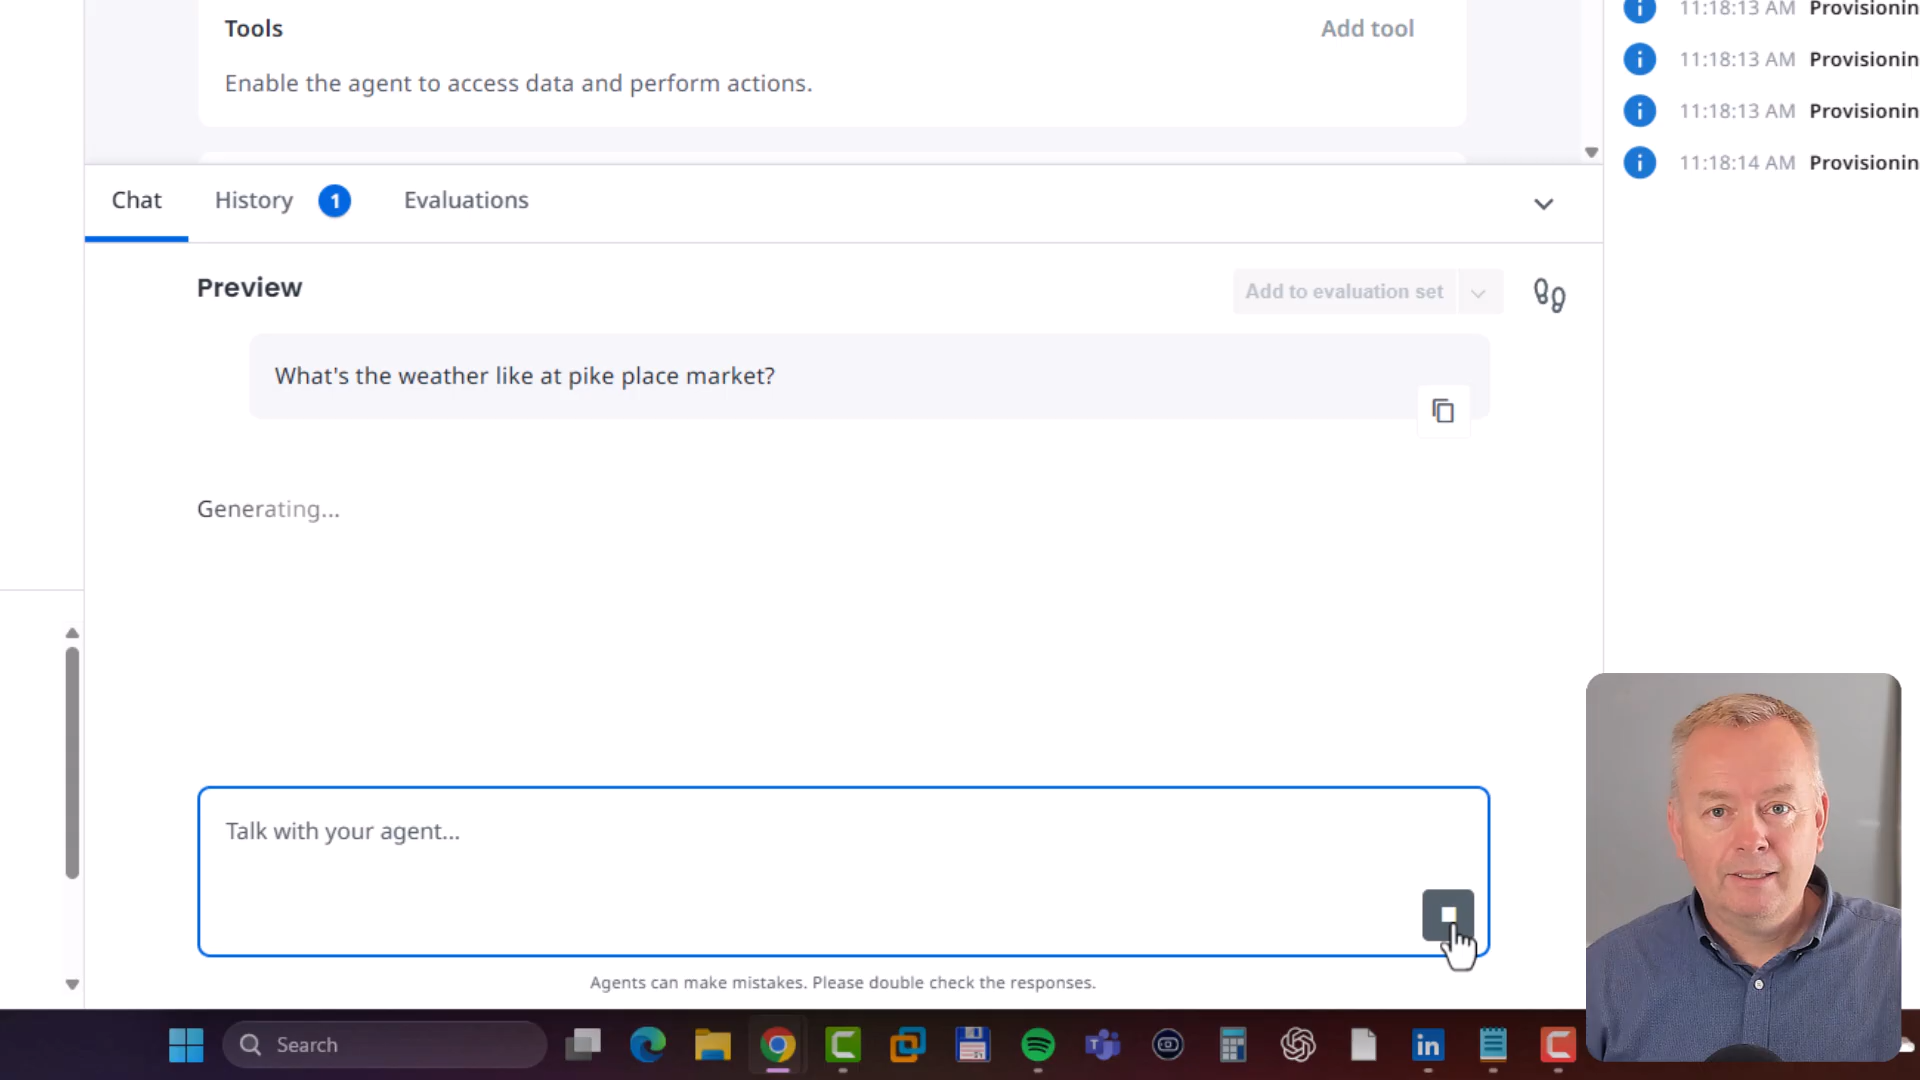 Tools
Add tool
Enable the agent to access data and perform actions.
11:18:13 AM Provisionin
11:18:13 AM Provisionin
11:18:13 AM Provisionin
11:18:14 AM Provisionin
Chat
History 1
Evaluations
Preview
Add to evaluation set
What's the weather like at pike place market?
Generating...
Talk with your agent...
Agents can make mistakes. Please double check the responses.
Search